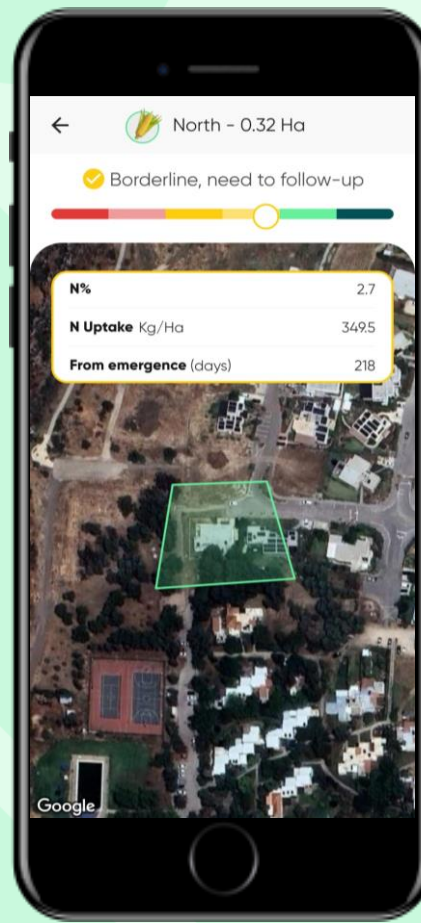 North - 0.32 Ha
Borderline, need to follow-up
N% 2.7
N Uptake Kg/Ha 349.5
From emergence (days) 218
Google